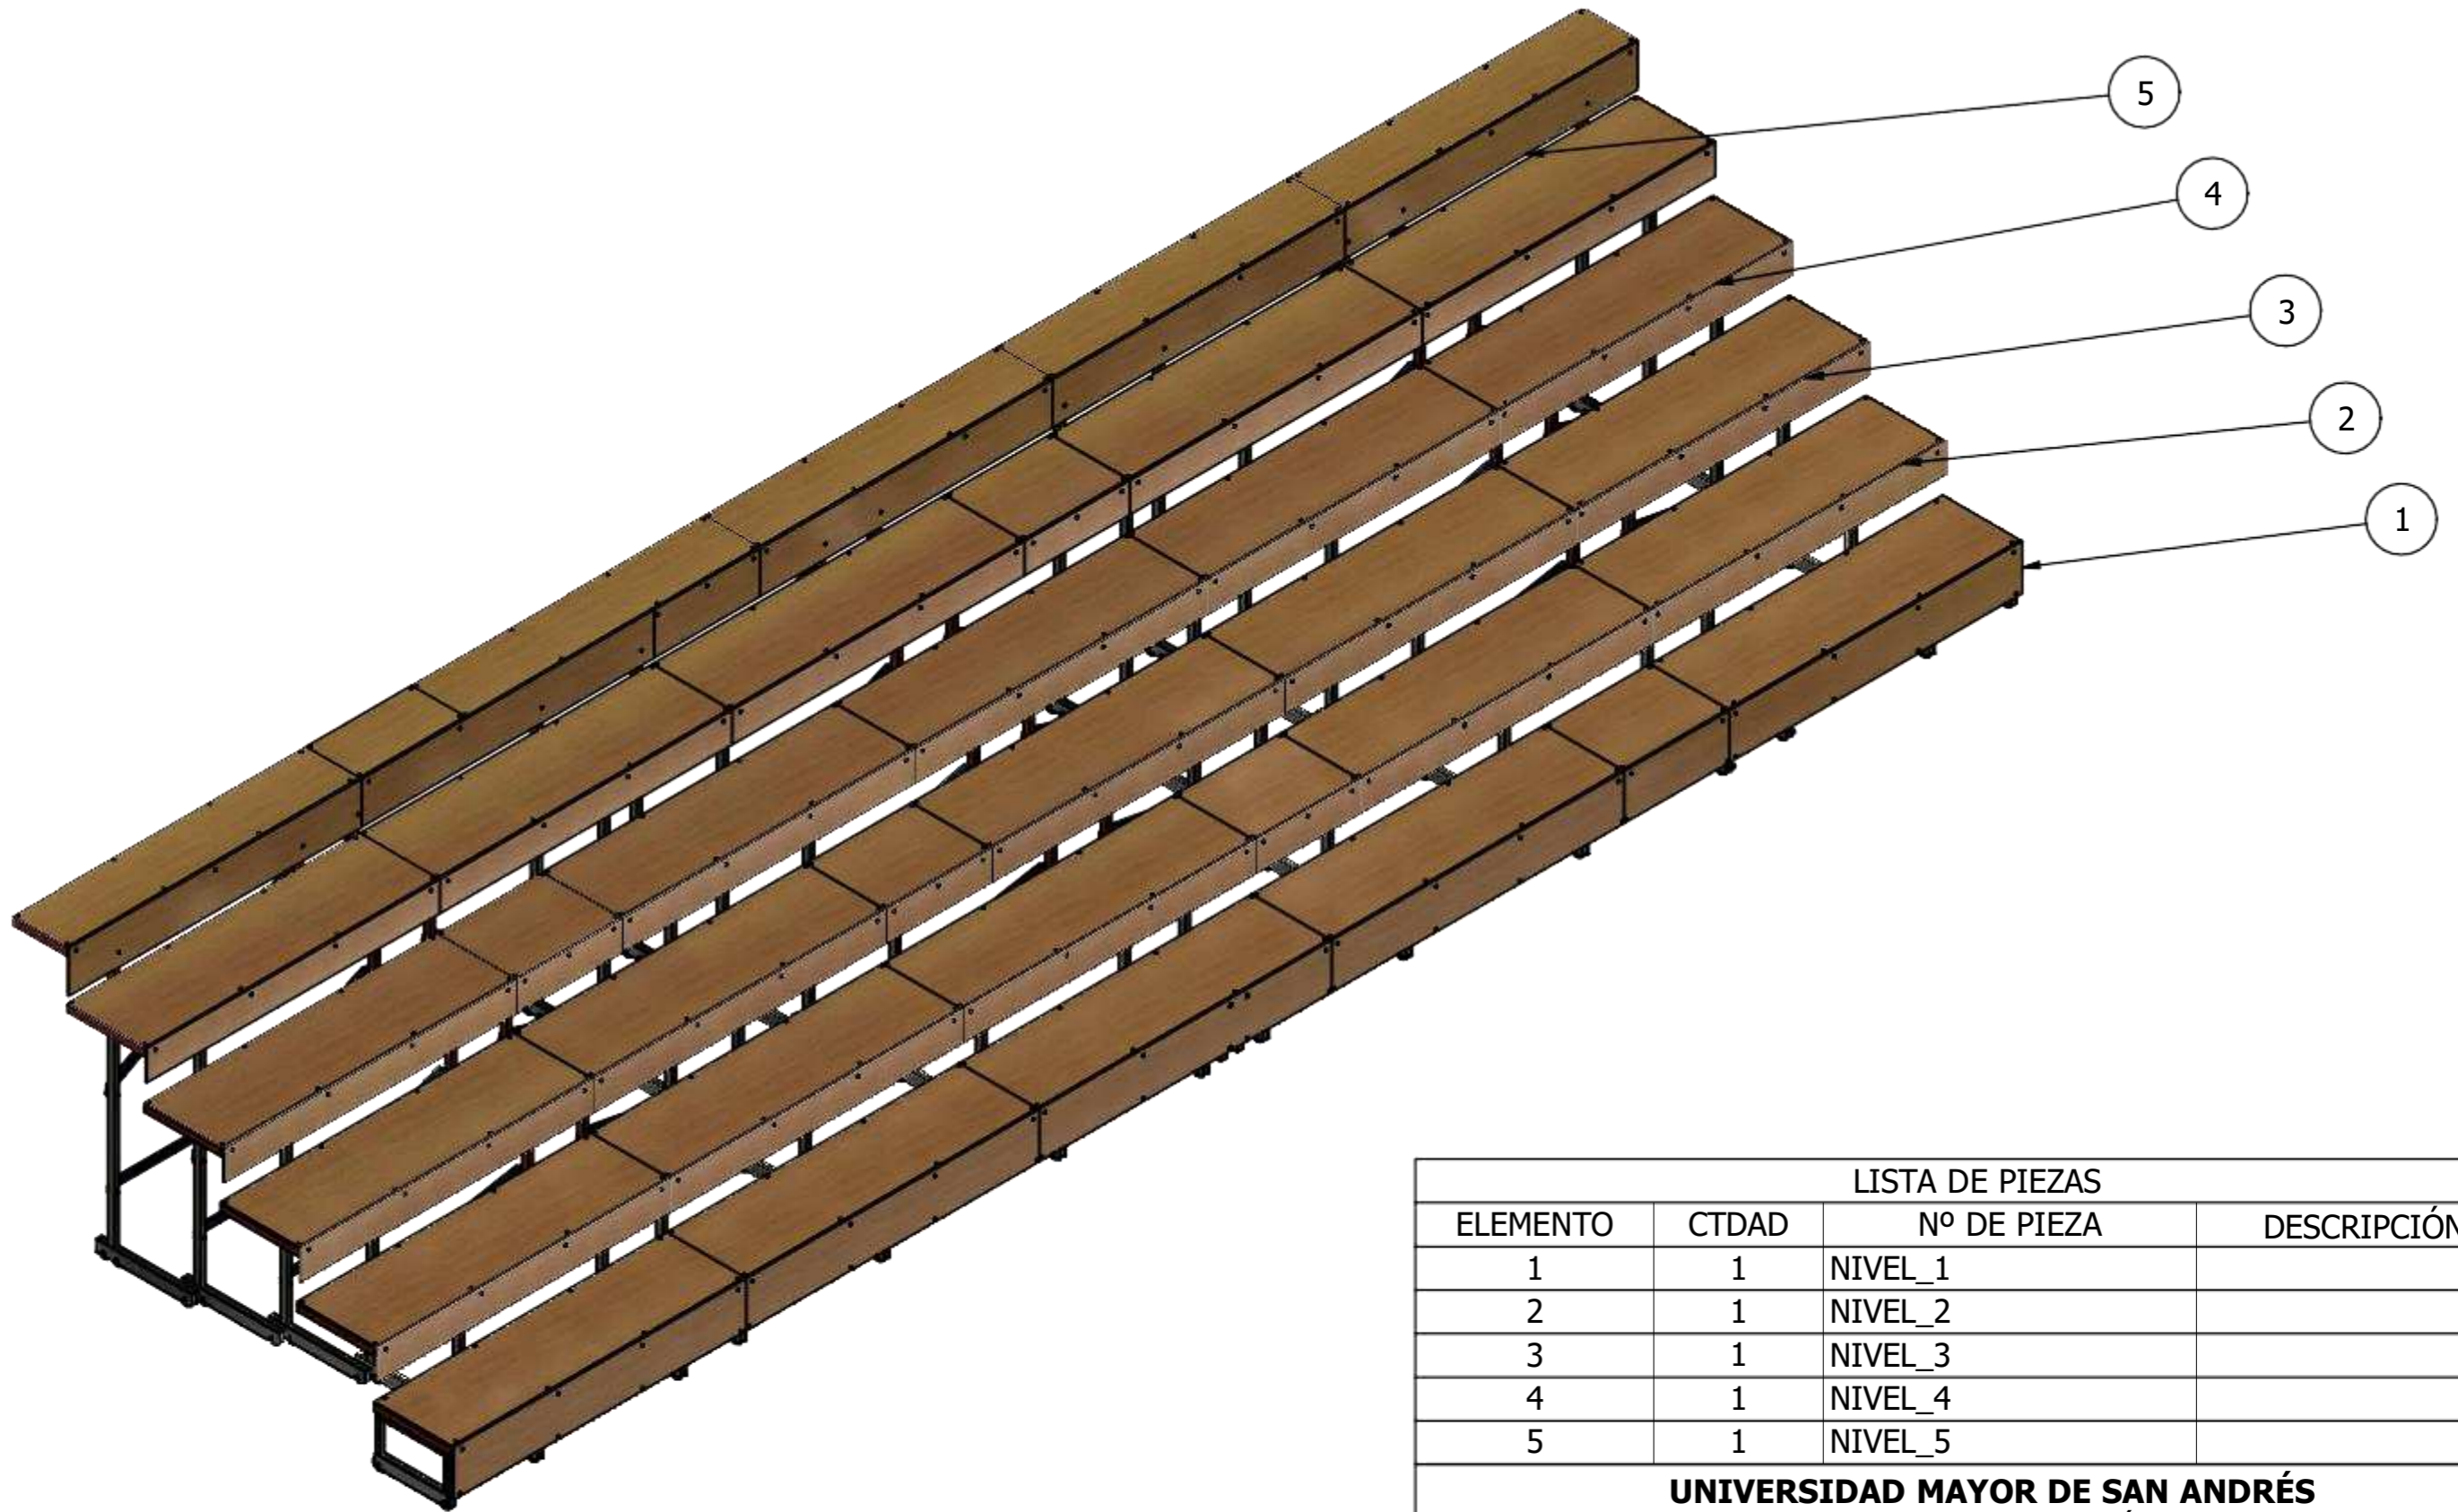 5
4
3
2
1
LISTA DE PIEZAS
ELEMENTO CTDAD Nº DE PIEZA DESCRIPCIÓN
1 1 NIVEL_1
2 1 NIVEL_2
3 1 NIVEL_3
4 1 NIVEL_4
5 1 NIVEL_5
UNIVERSIDAD MAYOR DE SAN ANDRÉS